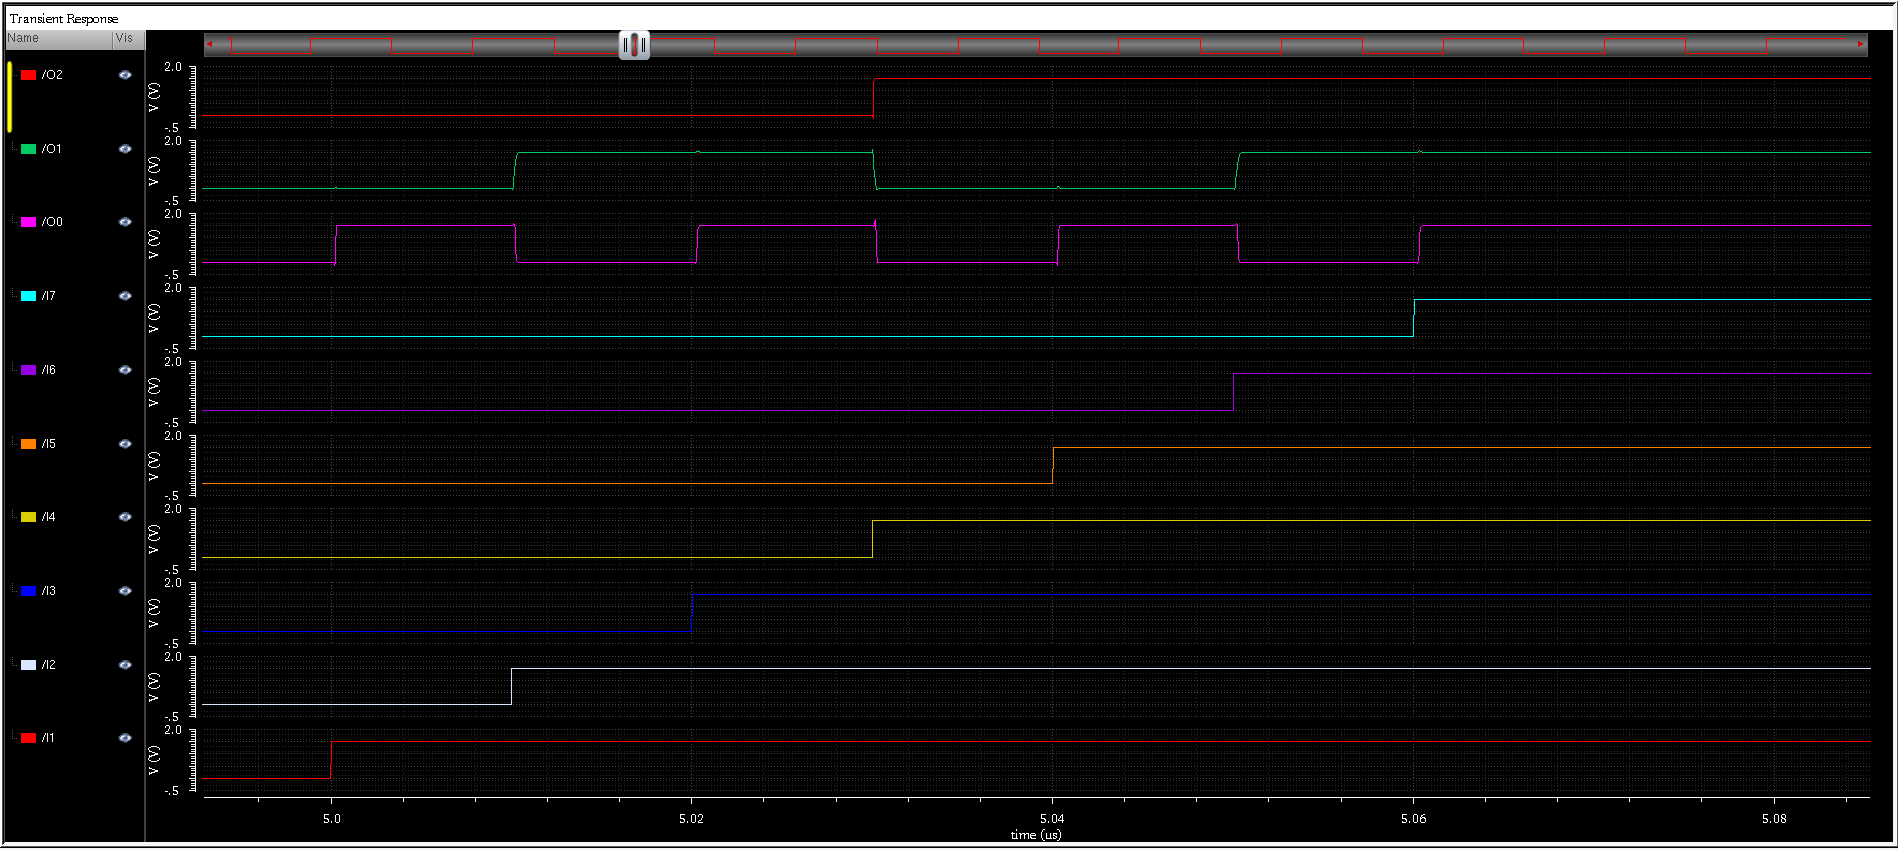 Transient Response
Name Vis
/O2
2.0
V (V)
-.5
/O1
2.0
V (V)
-.5
/O0
2.0
V (V)
-.5
/I7
2.0
V (V)
-.5
/I6
2.0
V (V)
-.5
/I5
2.0
V (V)
-.5
/I4
2.0
V (V)
-.5
/I3
2.0
V (V)
-.5
/I2
2.0
V (V)
-.5
/I1
2.0
V (V)
-.5
5.0 5.02 5.04 5.06 5.08
time (us)